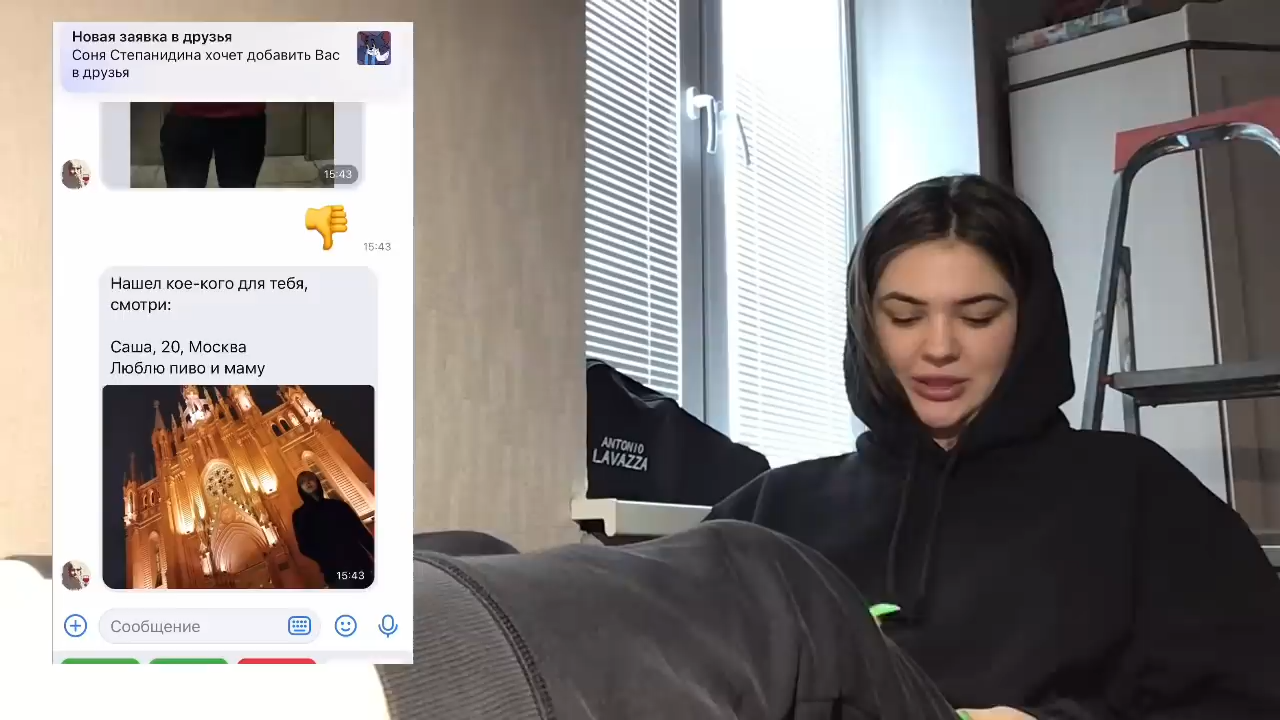 Новая заявка в друзья
Соня Степанидина хочет добавить Вас
в друзья
15:43
15:43
Нашел кое-кого для тебя,
смотри:
Саша, 20, Москва
Люблю пиво и маму
15:43
Сообщение
ANTONIO
LAVAZZA